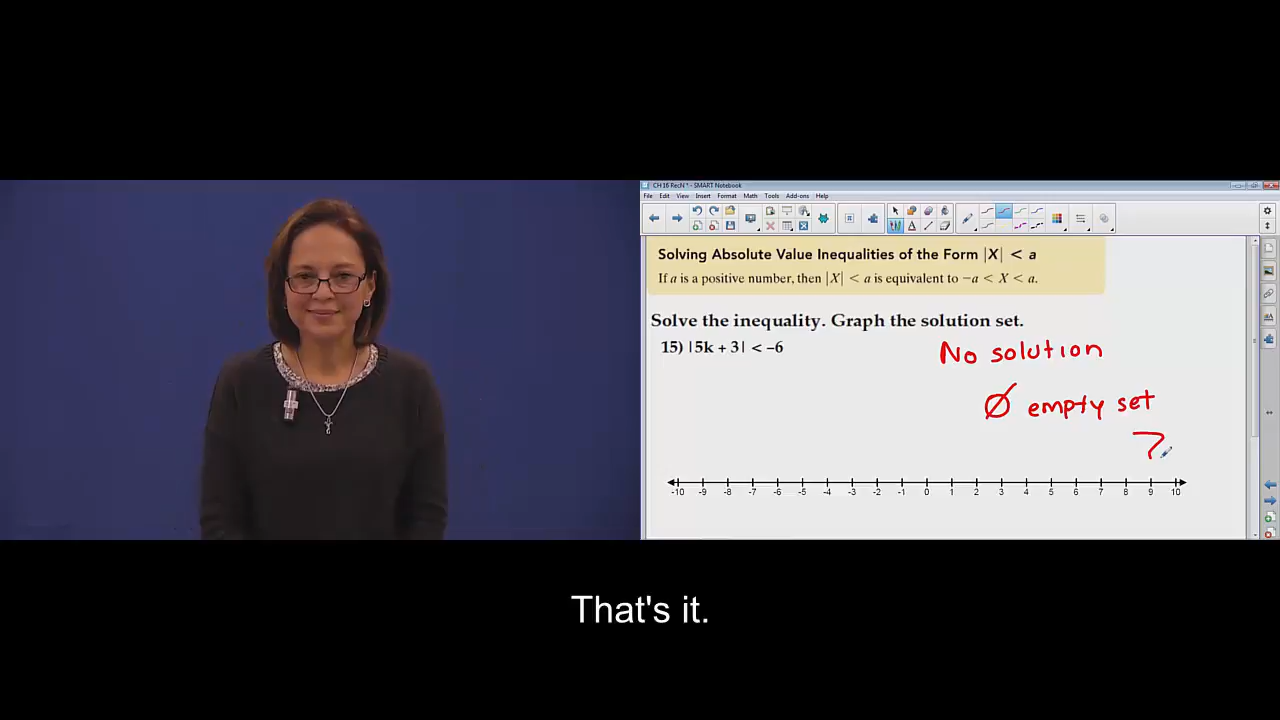 CH 16 RecN * - SMART Notebook
File Edit View Insert Format Math Tools Add-ons Help
Solving Absolute Value Inequalities of the Form |X| < a
If a is a positive number, then |X| < a is equivalent to −a < X < a.
Solve the inequality. Graph the solution set.
15) |5k + 3| < –6
No solution
∅ empty set
-10 -9 -8 -7 -6 -5 -4 -3 -2 -1 0 1 2 3 4 5 6 7 8 9 10
That's it.